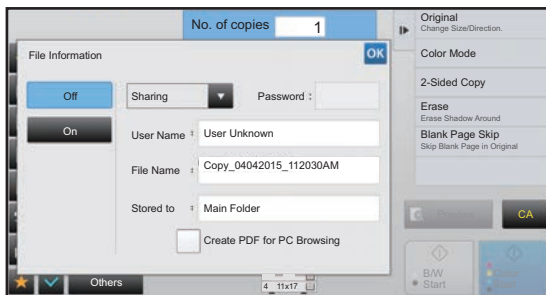 No. of copies 1
File Information
OK
Off
On
Sharing
Password :
User Name : User Unknown
File Name : Copy_04042015_112030AM
Stored to : Main Folder
Create PDF for PC Browsing
Others
4 11x17
Original
Change Size/Direction.
Color Mode
2-Sided Copy
Erase
Erase Shadow Around
Blank Page Skip
Skip Blank Page in Original
CA
B/W
Start